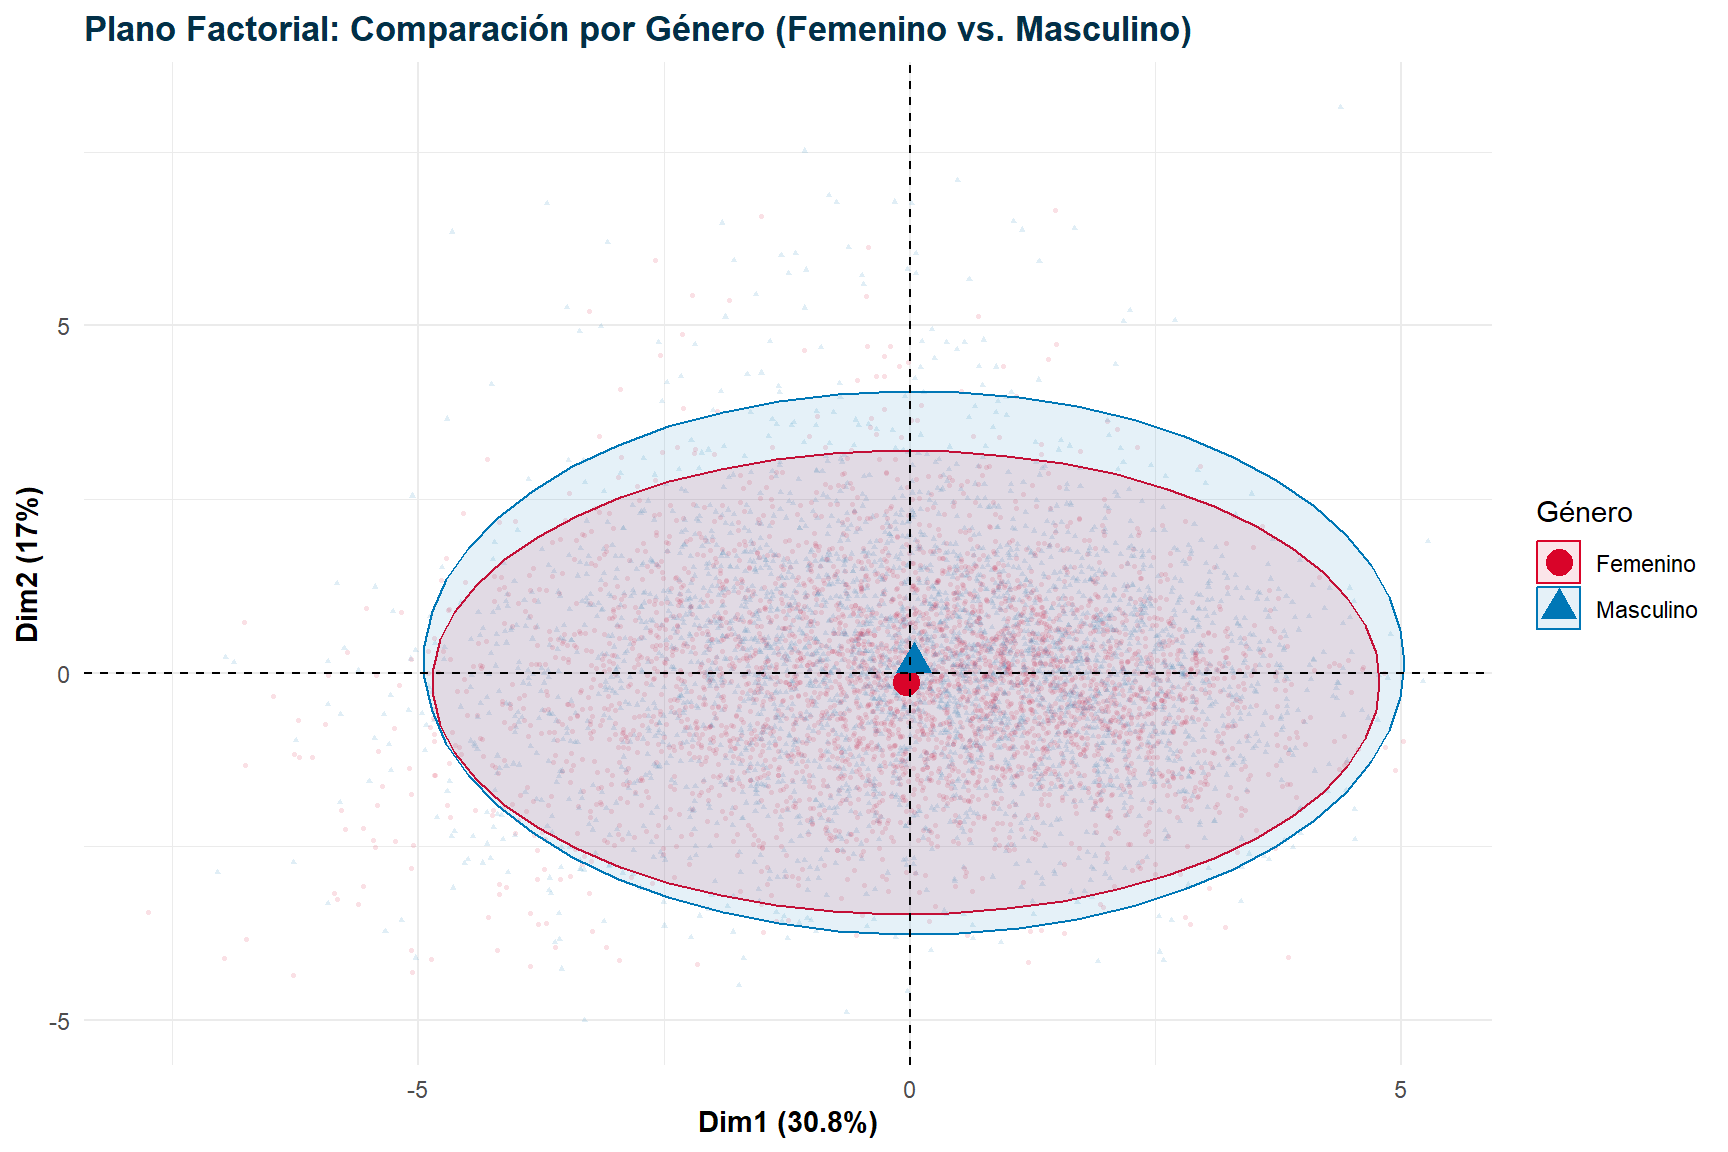 Plano Factorial: Comparación por Género (Femenino vs. Masculino)
5
0
-5
Dim2 (17%)
-5
0
5
Dim1 (30.8%)
Género
Femenino
Masculino